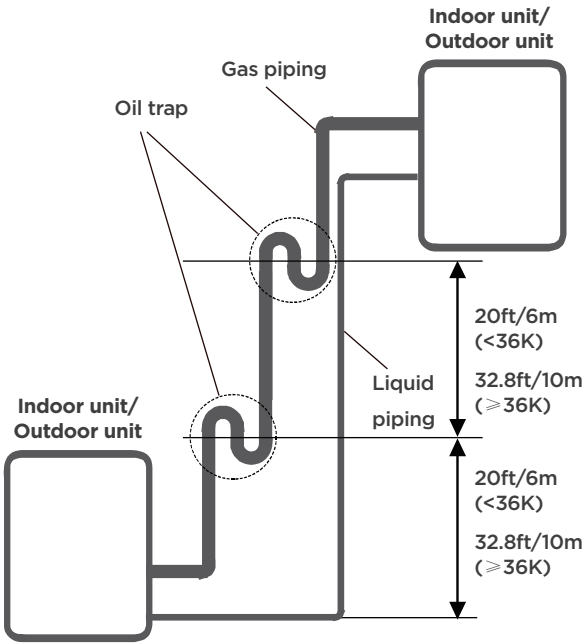 Indoor unit/
Outdoor unit
Gas piping
Oil trap
20ft/6m
(<36K)
32.8ft/10m
(⩾36K)
Liquid
piping
Indoor unit/
Outdoor unit
20ft/6m
(<36K)
32.8ft/10m
(⩾36K)